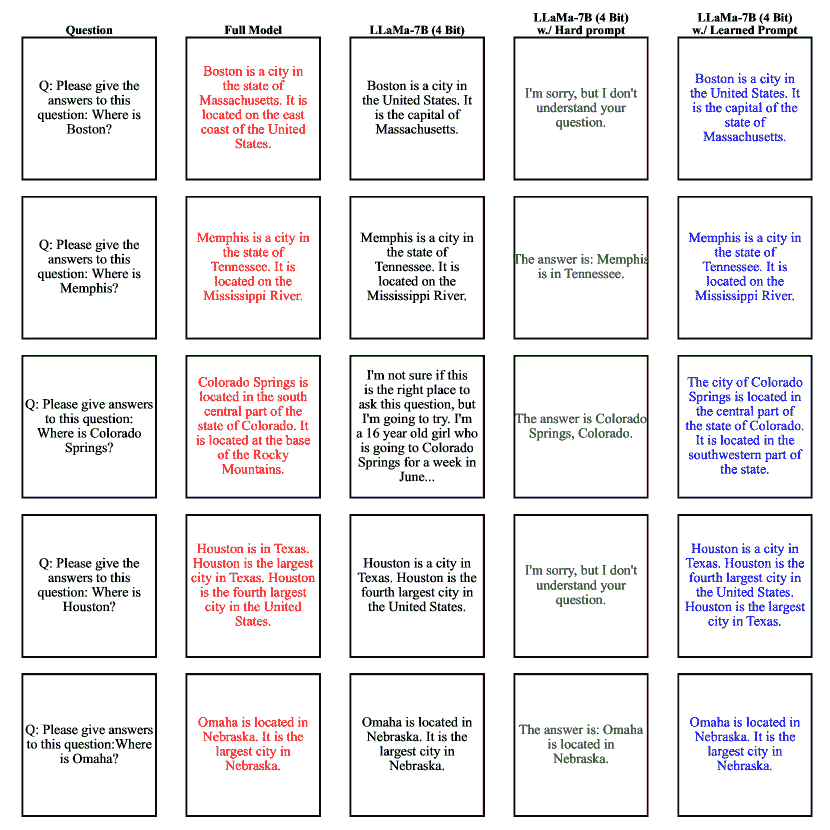 Question
Full Model
LLaMa-7B (4 Bit)
LLaMa-7B (4 Bit)
w./ Hard prompt
LLaMa-7B (4 Bit)
w./ Learned Prompt
Q: Please give the
answers to this
question: Where is
Boston?
Boston is a city in
the state of
Massachusetts. It is
located on the east
coast of the United
States.
Boston is a city in
the United States. It
is the capital of
Massachusetts.
I'm sorry, but I don't
understand your
question.
Boston is a city in
the United States. It
is the capital of the
state of
Massachusetts.
Q: Please give the
answers to this
question: Where is
Memphis?
Memphis is a city in
the state of
Tennessee. It is
located on the
Mississippi River.
Memphis is a city in
the state of
Tennessee. It is
located on the
Mississippi River.
The answer is: Memphis
is in Tennessee.
Memphis is a city in
the state of
Tennessee. It is
located on the
Mississippi River.
Q: Please give answers
to this question:
Where is Colorado
Springs?
Colorado Springs is
located in the south
central part of the
state of Colorado. It
is located at the base
of the Rocky
Mountains.
I'm not sure if this
is the right place to
ask this question, but
I'm going to try. I'm
a 16 year old girl who
is going to Colorado
Springs for a week in
June...
The answer is Colorado
Springs, Colorado.
The city of Colorado
Springs is located in
the central part of
the state of Colorado.
It is located in the
southwestern part of
the state.
Q: Please give the
answers to this
question: Where is
Houston?
Houston is in Texas.
Houston is the largest
city in Texas. Houston
is the fourth largest
city in the United
States.
Houston is a city in
Texas. Houston is the
fourth largest city in
the United States.
I'm sorry, but I don't
understand your
question.
Houston is a city in
Texas. Houston is the
fourth largest city in
the United States.
Houston is the largest
city in Texas.
Q: Please give answers
to this question:Where
is Omaha?
Omaha is located in
Nebraska. It is the
largest city in
Nebraska.
Omaha is located in
Nebraska. It is the
largest city in
Nebraska.
The answer is: Omaha
is located in
Nebraska.
Omaha is located in
Nebraska. It is the
largest city in
Nebraska.